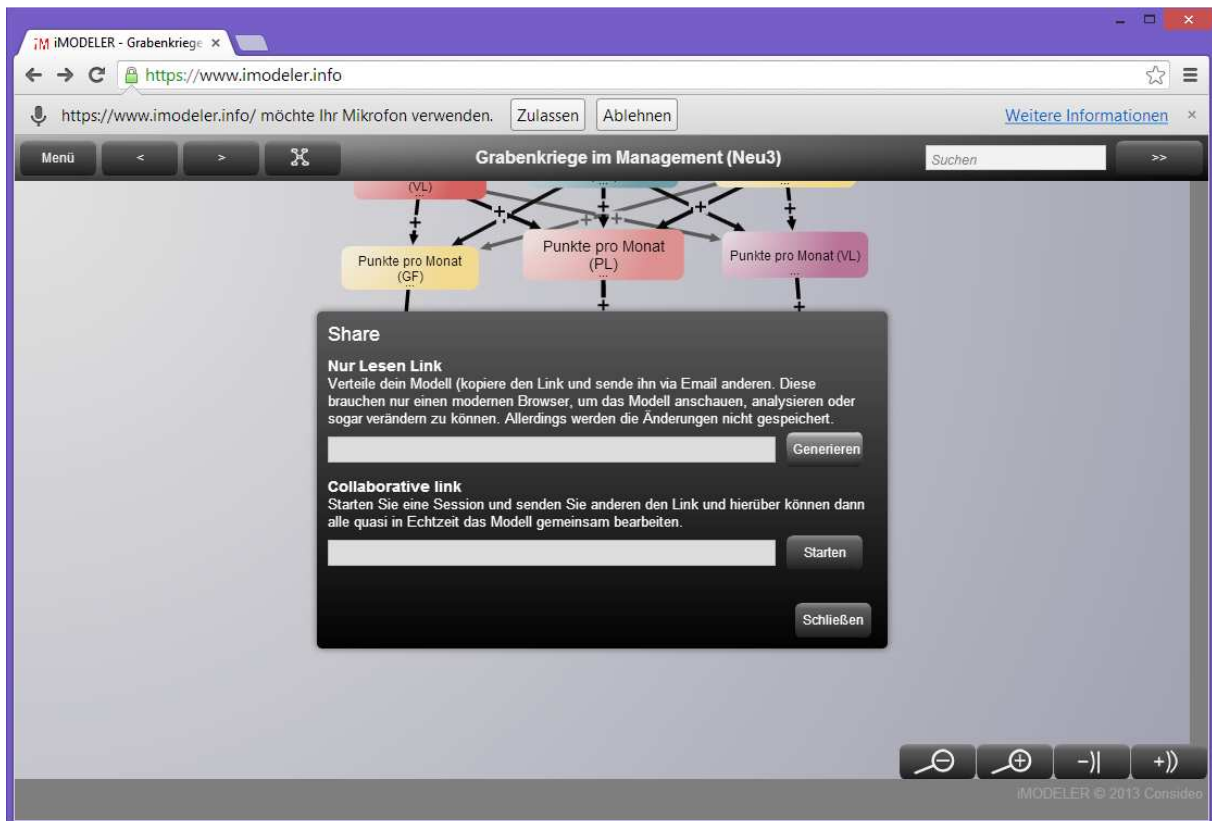 iMODELER - Grabenkriege
https://www.imodeler.info
https://www.imodeler.info/ möchte Ihr Mikrofon verwenden. Zulassen Ablehnen Weitere Informationen
Menü < > Grabenkriege im Management (Neu3) Suchen >>
(VL)
Punkte pro Monat
(GF)
...
Punkte pro Monat
(PL)
...
Punkte pro Monat (VL)
...
Share
Nur Lesen Link
Verteile dein Modell (kopiere den Link und sende ihn via Email anderen. Diese
brauchen nur einen modernen Browser, um das Modell anschauen, analysieren oder
sogar verändern zu können. Allerdings werden die Änderungen nicht gespeichert.
Generieren
Collaborative link
Starten Sie eine Session und senden Sie anderen den Link und hierüber können dann
alle quasi in Echtzeit das Modell gemeinsam bearbeiten.
Starten
Schließen
iMODELER © 2013 Consideo